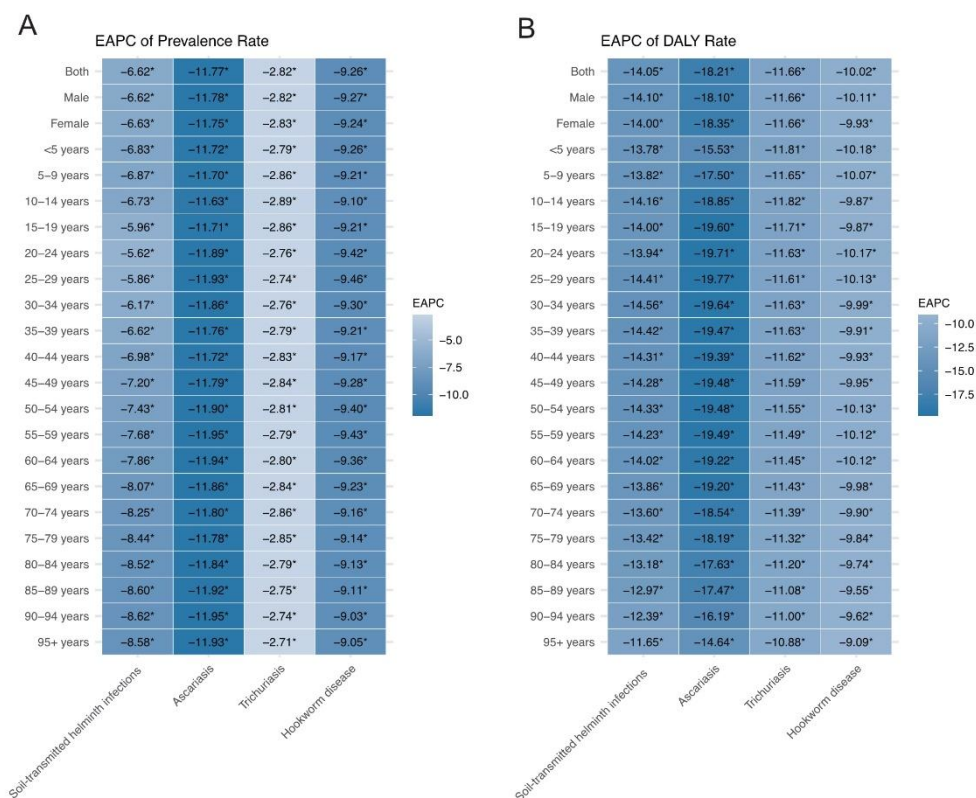 A
EAPC of Prevalence Rate
Both −6.62* −11.77* −2.82* −9.26*
Male −6.62* −11.78* −2.82* −9.27*
Female −6.63* −11.75* −2.83* −9.24*
<5 years −6.83* −11.72* −2.79* −9.26*
5−9 years −6.87* −11.70* −2.86* −9.21*
10−14 years −6.73* −11.63* −2.89* −9.10*
15−19 years −5.96* −11.71* −2.86* −9.21*
20−24 years −5.62* −11.89* −2.76* −9.42*
25−29 years −5.86* −11.93* −2.74* −9.46*
30−34 years −6.17* −11.86* −2.76* −9.30*
35−39 years −6.62* −11.76* −2.79* −9.21*
40−44 years −6.98* −11.72* −2.83* −9.17*
45−49 years −7.20* −11.79* −2.84* −9.28*
50−54 years −7.43* −11.90* −2.81* −9.40*
55−59 years −7.68* −11.95* −2.79* −9.43*
60−64 years −7.86* −11.94* −2.80* −9.36*
65−69 years −8.07* −11.86* −2.84* −9.23*
70−74 years −8.25* −11.80* −2.86* −9.16*
75−79 years −8.44* −11.78* −2.85* −9.14*
80−84 years −8.52* −11.84* −2.79* −9.13*
85−89 years −8.60* −11.92* −2.75* −9.11*
90−94 years −8.62* −11.95* −2.74* −9.03*
95+ years −8.58* −11.93* −2.71* −9.05*
Soil-transmitted helminth infections
Ascariasis
Trichuriasis
Hookworm disease
EAPC
−5.0
−7.5
−10.0
B
EAPC of DALY Rate
Both −14.05* −18.21* −11.66* −10.02*
Male −14.10* −18.10* −11.66* −10.11*
Female −14.00* −18.35* −11.66* −9.93*
<5 years −13.78* −15.53* −11.81* −10.18*
5−9 years −13.82* −17.50* −11.65* −10.07*
10−14 years −14.16* −18.85* −11.82* −9.87*
15−19 years −14.00* −19.60* −11.71* −9.87*
20−24 years −13.94* −19.71* −11.63* −10.17*
25−29 years −14.41* −19.77* −11.61* −10.13*
30−34 years −14.56* −19.64* −11.63* −9.99*
35−39 years −14.42* −19.47* −11.63* −9.91*
40−44 years −14.31* −19.39* −11.62* −9.93*
45−49 years −14.28* −19.48* −11.59* −9.95*
50−54 years −14.33* −19.48* −11.55* −10.13*
55−59 years −14.23* −19.49* −11.49* −10.12*
60−64 years −14.02* −19.22* −11.45* −10.12*
65−69 years −13.86* −19.20* −11.43* −9.98*
70−74 years −13.60* −18.54* −11.39* −9.90*
75−79 years −13.42* −18.19* −11.32* −9.84*
80−84 years −13.18* −17.63* −11.20* −9.74*
85−89 years −12.97* −17.47* −11.08* −9.55*
90−94 years −12.39* −16.19* −11.00* −9.62*
95+ years −11.65* −14.64* −10.88* −9.09*
Soil-transmitted helminth infections
Ascariasis
Trichuriasis
Hookworm disease
EAPC
−10.0
−12.5
−15.0
−17.5